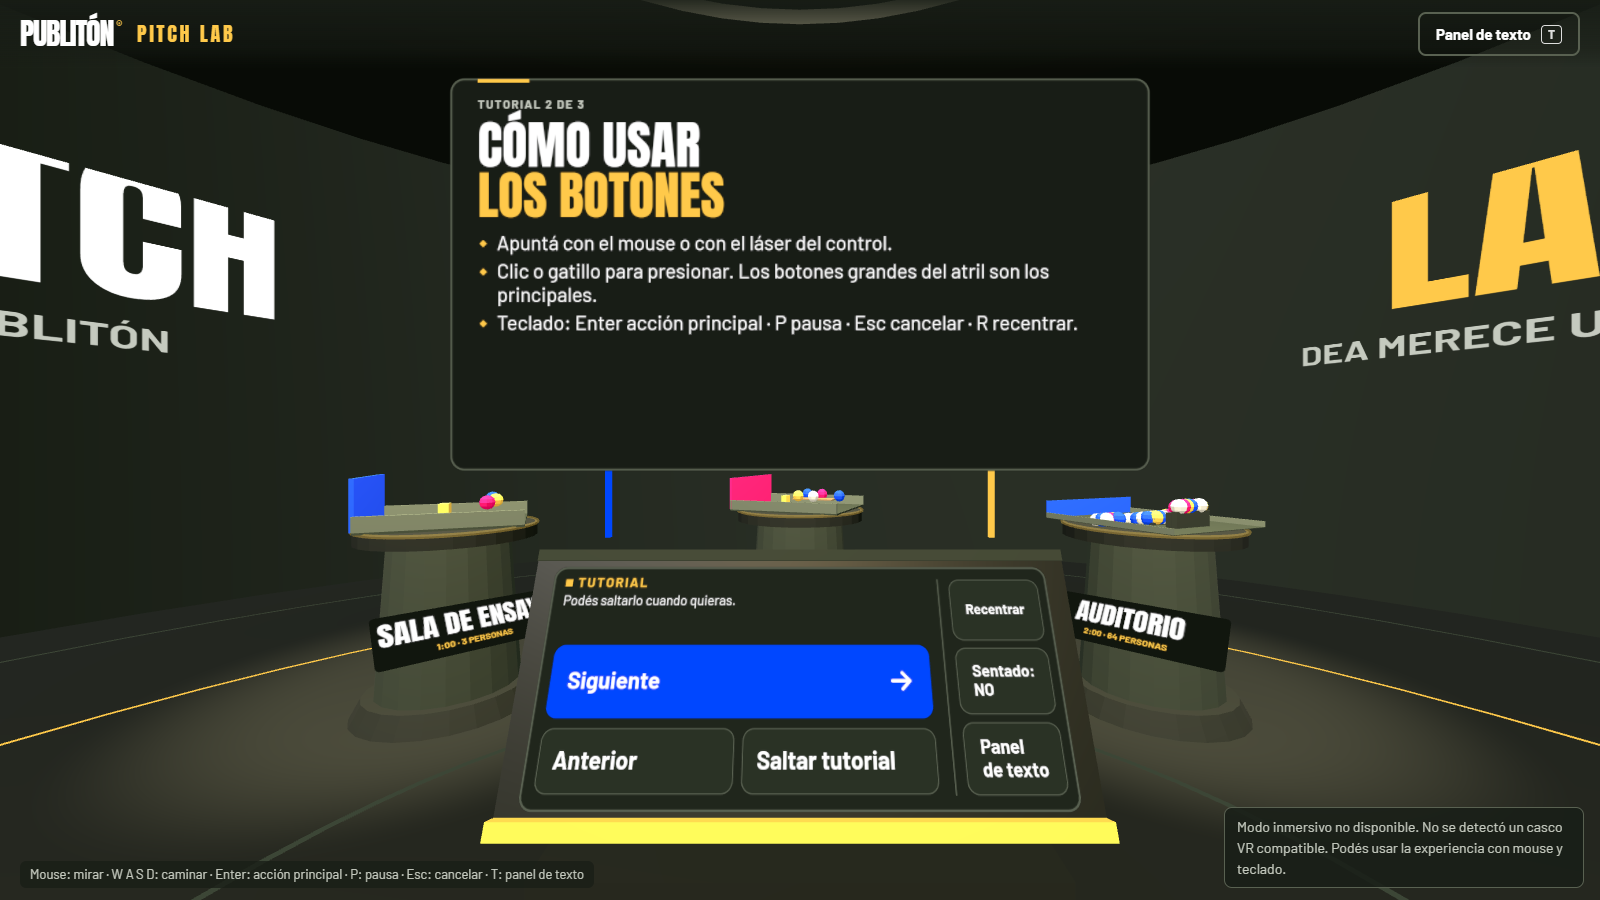 PUBLITÓN
PITCH LAB
Panel de texto T
TUTORIAL 2 DE 3
CÓMO USAR
LOS BOTONES
Apuntá con el mouse o con el láser del control.
Clic o gatillo para presionar. Los botones grandes del atril son los
principales.
Teclado: Enter acción principal · P pausa · Esc cancelar · R recentrar.
TCH
BLITÓN
LA
DEA MERECE U
SALA DE ENSAY
1:00 · 3 PERSONAS
AUDITORIO
2:00 · 64 PERSONAS
TUTORIAL
Podés saltarlo cuando quieras.
Siguiente
Anterior
Saltar tutorial
Recentrar
Sentado:
NO
Panel
de texto
Modo inmersivo no disponible. No se detectó un casco
VR compatible. Podés usar la experiencia con mouse y
teclado.
Mouse: mirar · W A S D: caminar · Enter: acción principal · P: pausa · Esc: cancelar · T: panel de texto